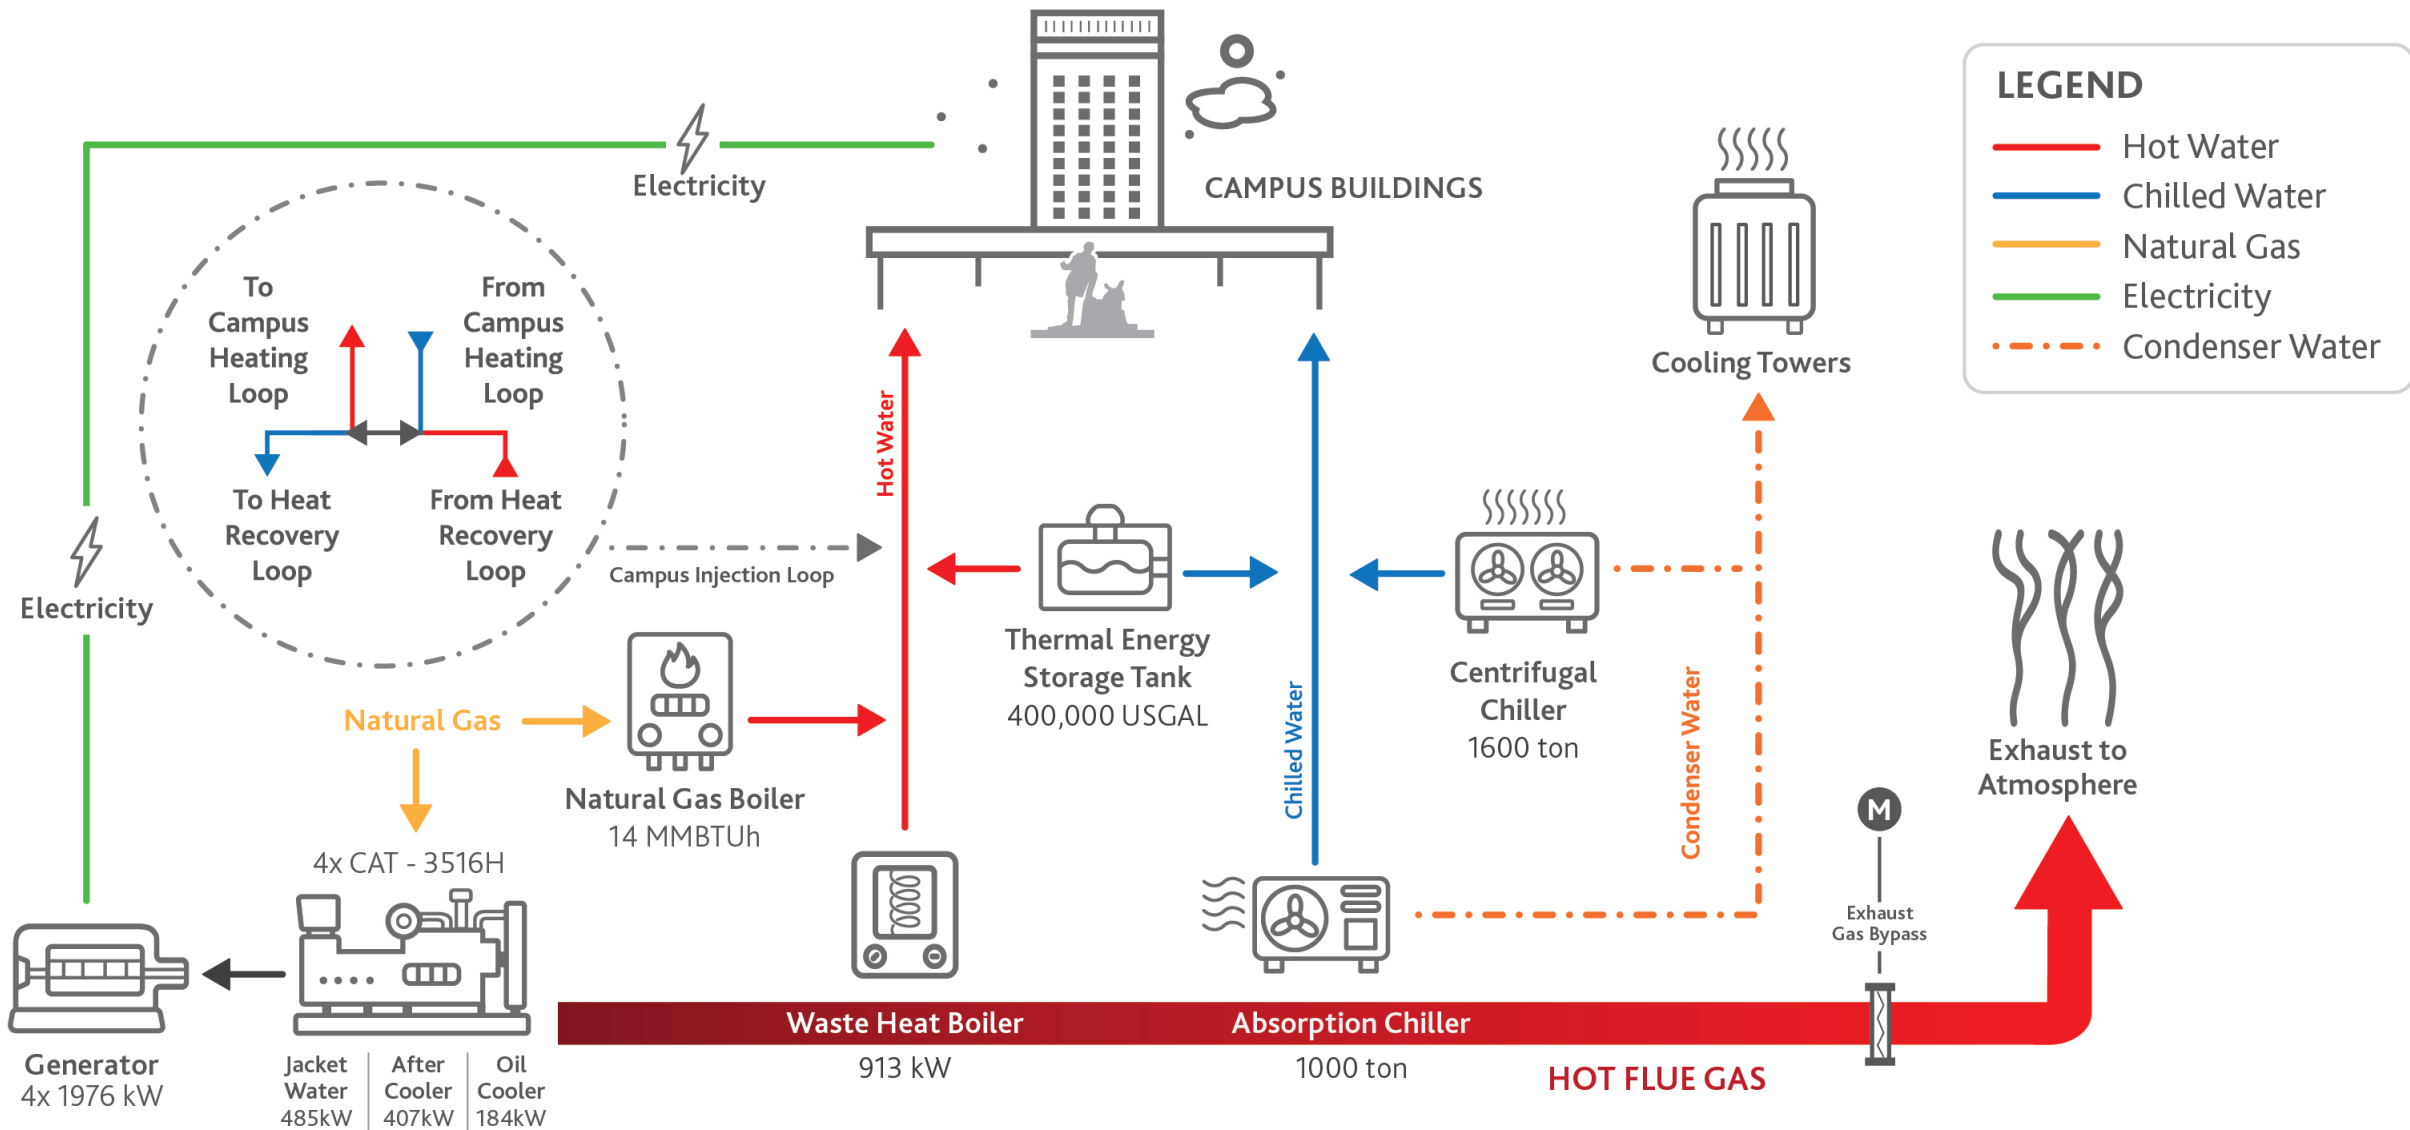 LEGEND
Hot Water
Chilled Water
Natural Gas
Electricity
Condenser Water
Electricity
CAMPUS BUILDINGS
Cooling Towers
To
Campus
Heating
Loop
From
Campus
Heating
Loop
To Heat
Recovery
Loop
From Heat
Recovery
Loop
Campus Injection Loop
Hot Water
Electricity
Thermal Energy
Storage Tank
400,000 USGAL
Chilled Water
Centrifugal
Chiller
1600 ton
Condenser Water
Natural Gas
Natural Gas Boiler
14 MMBTUh
Exhaust to
Atmosphere
M
Exhaust
Gas Bypass
4x CAT - 3516H
Generator
4x 1976 kW
Jacket
Water
485kW
After
Cooler
407kW
Oil
Cooler
184kW
Waste Heat Boiler
913 kW
Absorption Chiller
1000 ton
HOT FLUE GAS